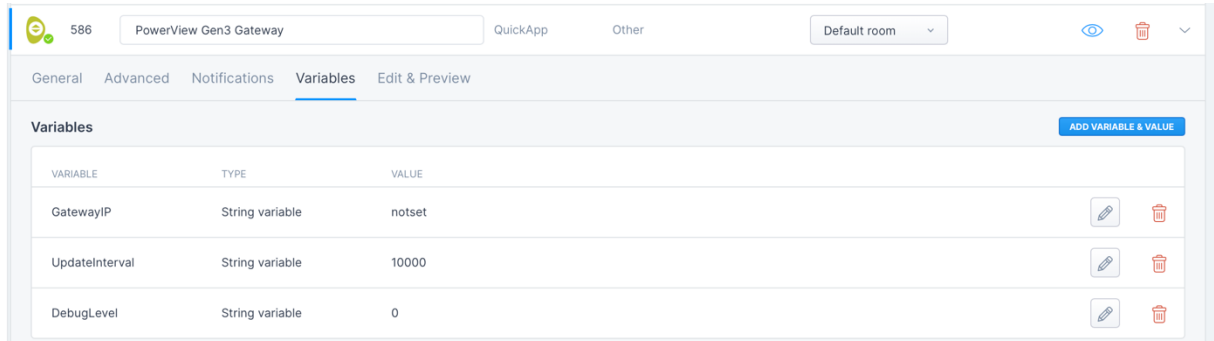 586 PowerView Gen3 Gateway QuickApp Other Default room
General Advanced Notifications Variables Edit & Preview
Variables ADD VARIABLE & VALUE
VARIABLE TYPE VALUE
GatewayIP String variable notset
UpdateInterval String variable 10000
DebugLevel String variable 0